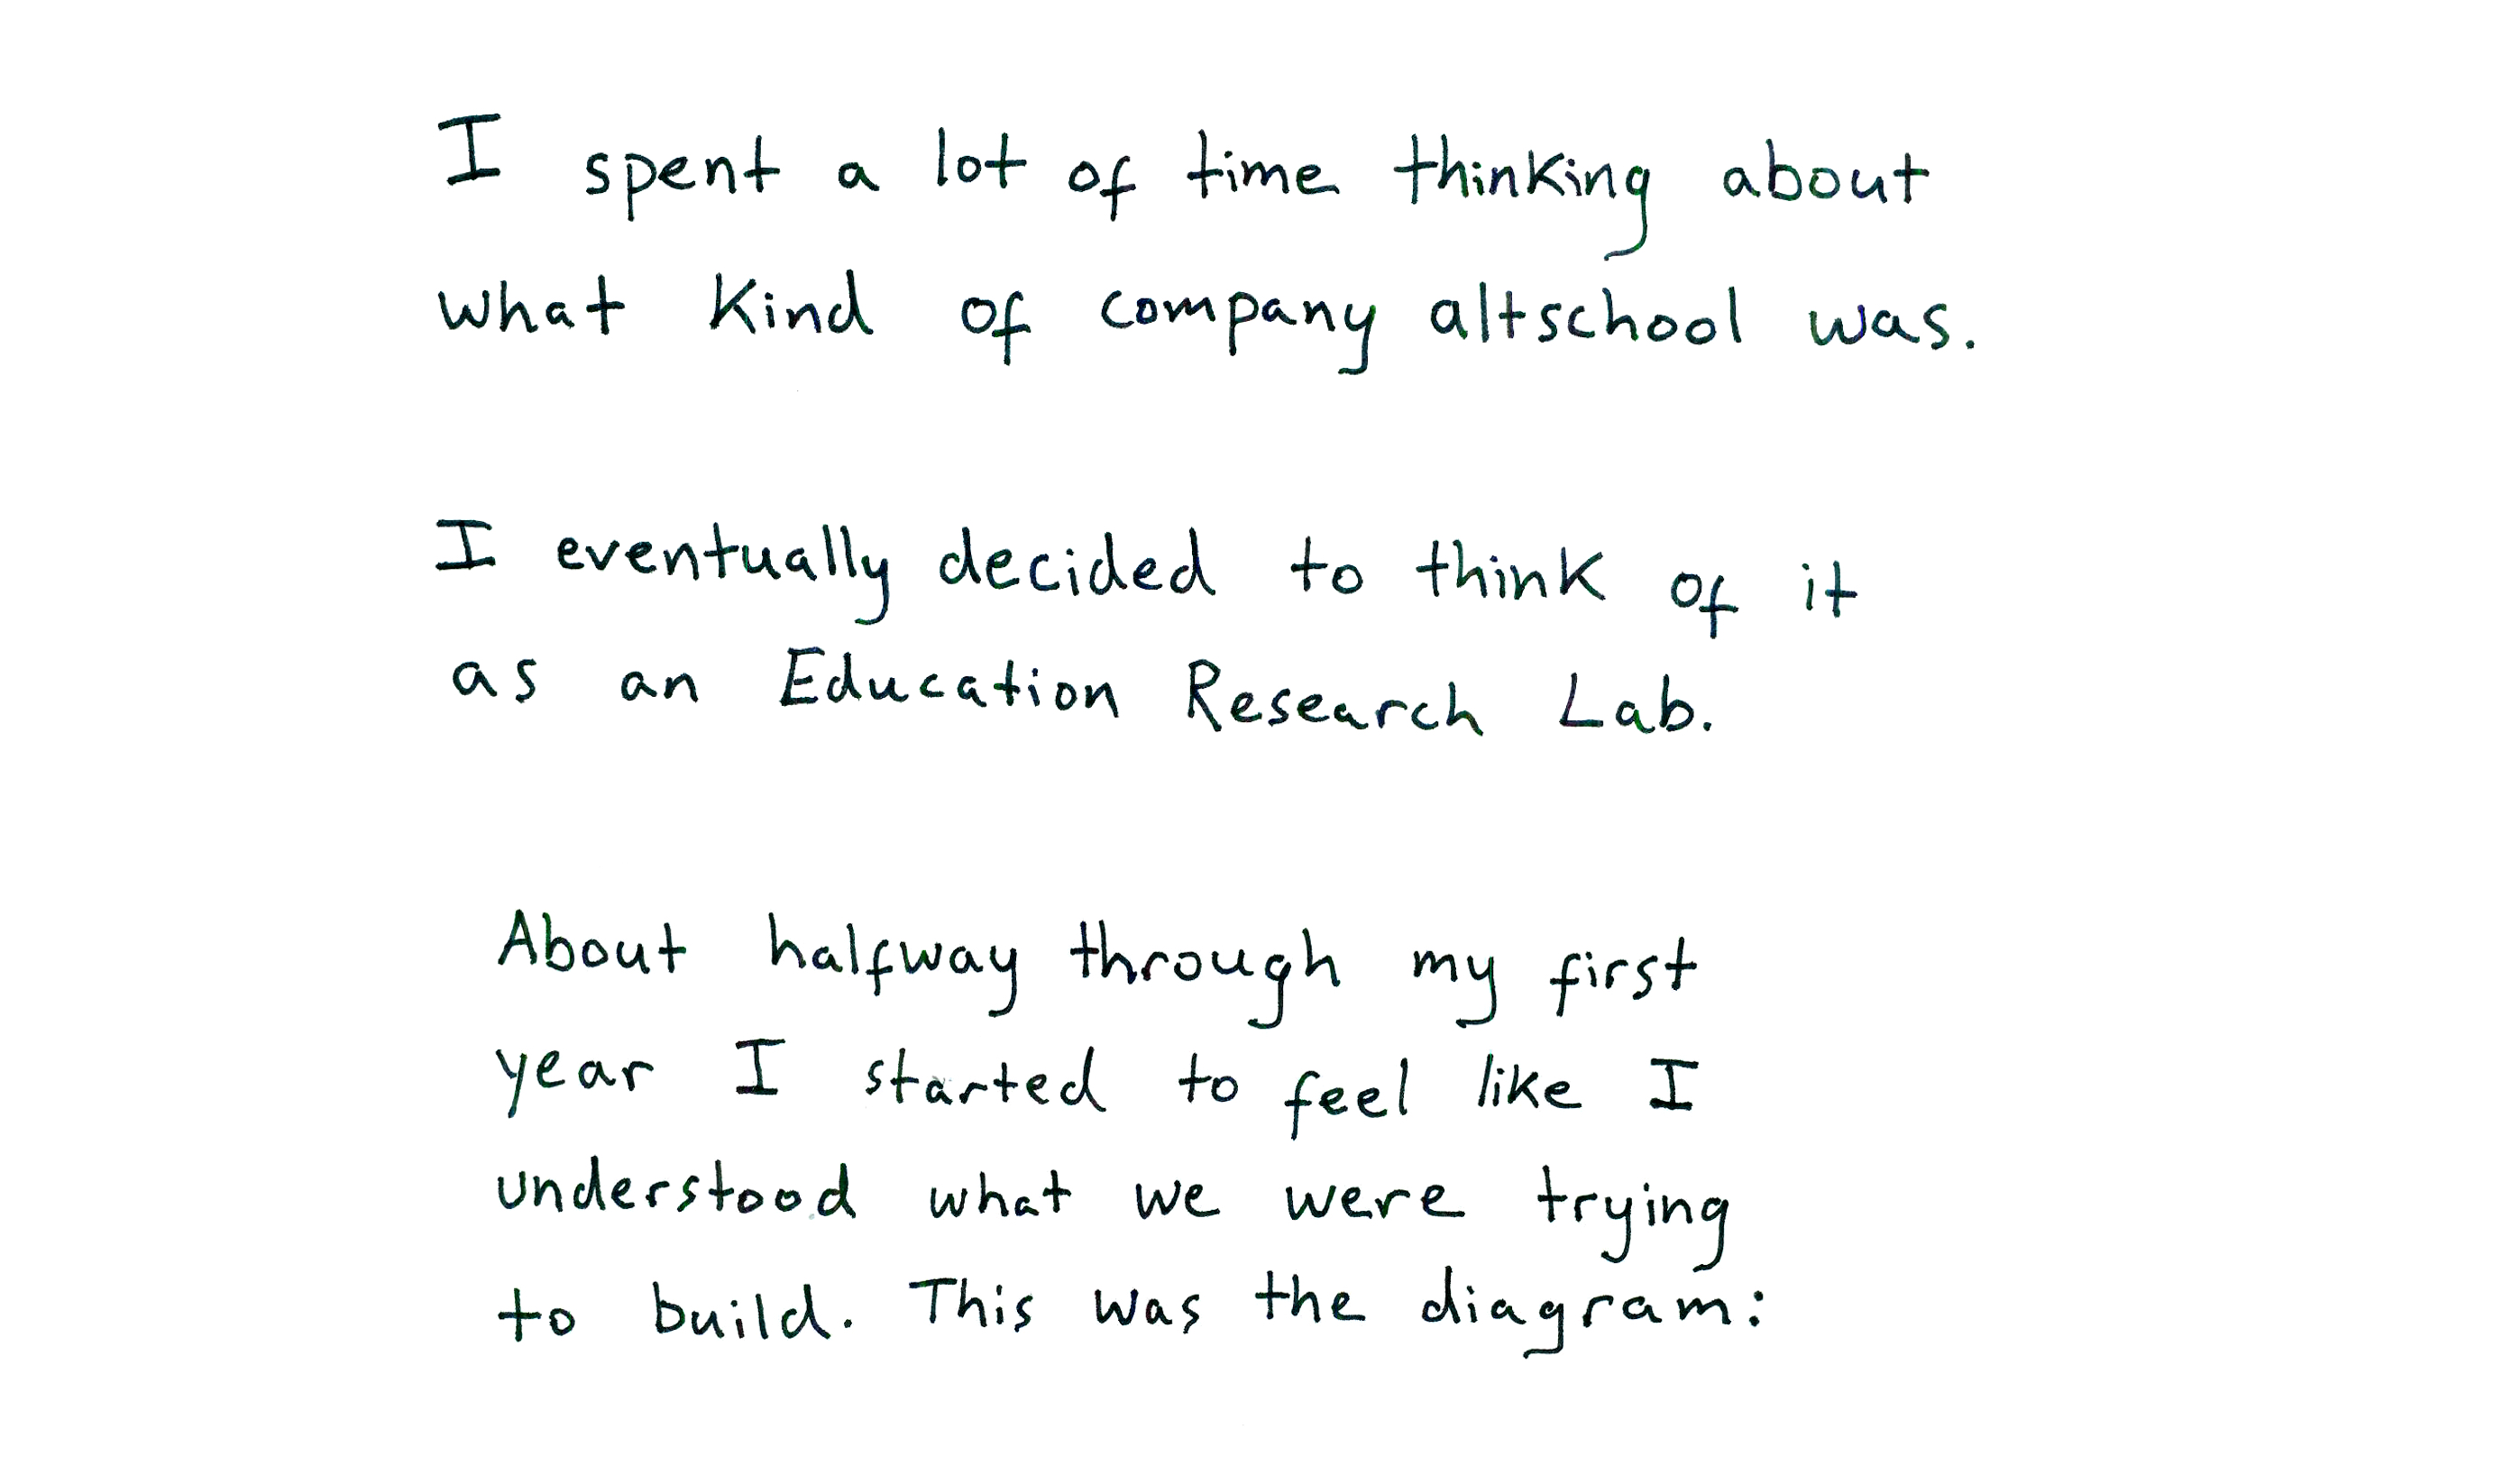 I spent a lot of time thinking about
what kind of company altschool was.
I eventually decided to think of it
as an Education Research Lab.
About halfway through my first
year I started to feel like I
understood what we were trying
to build. This was the diagram: